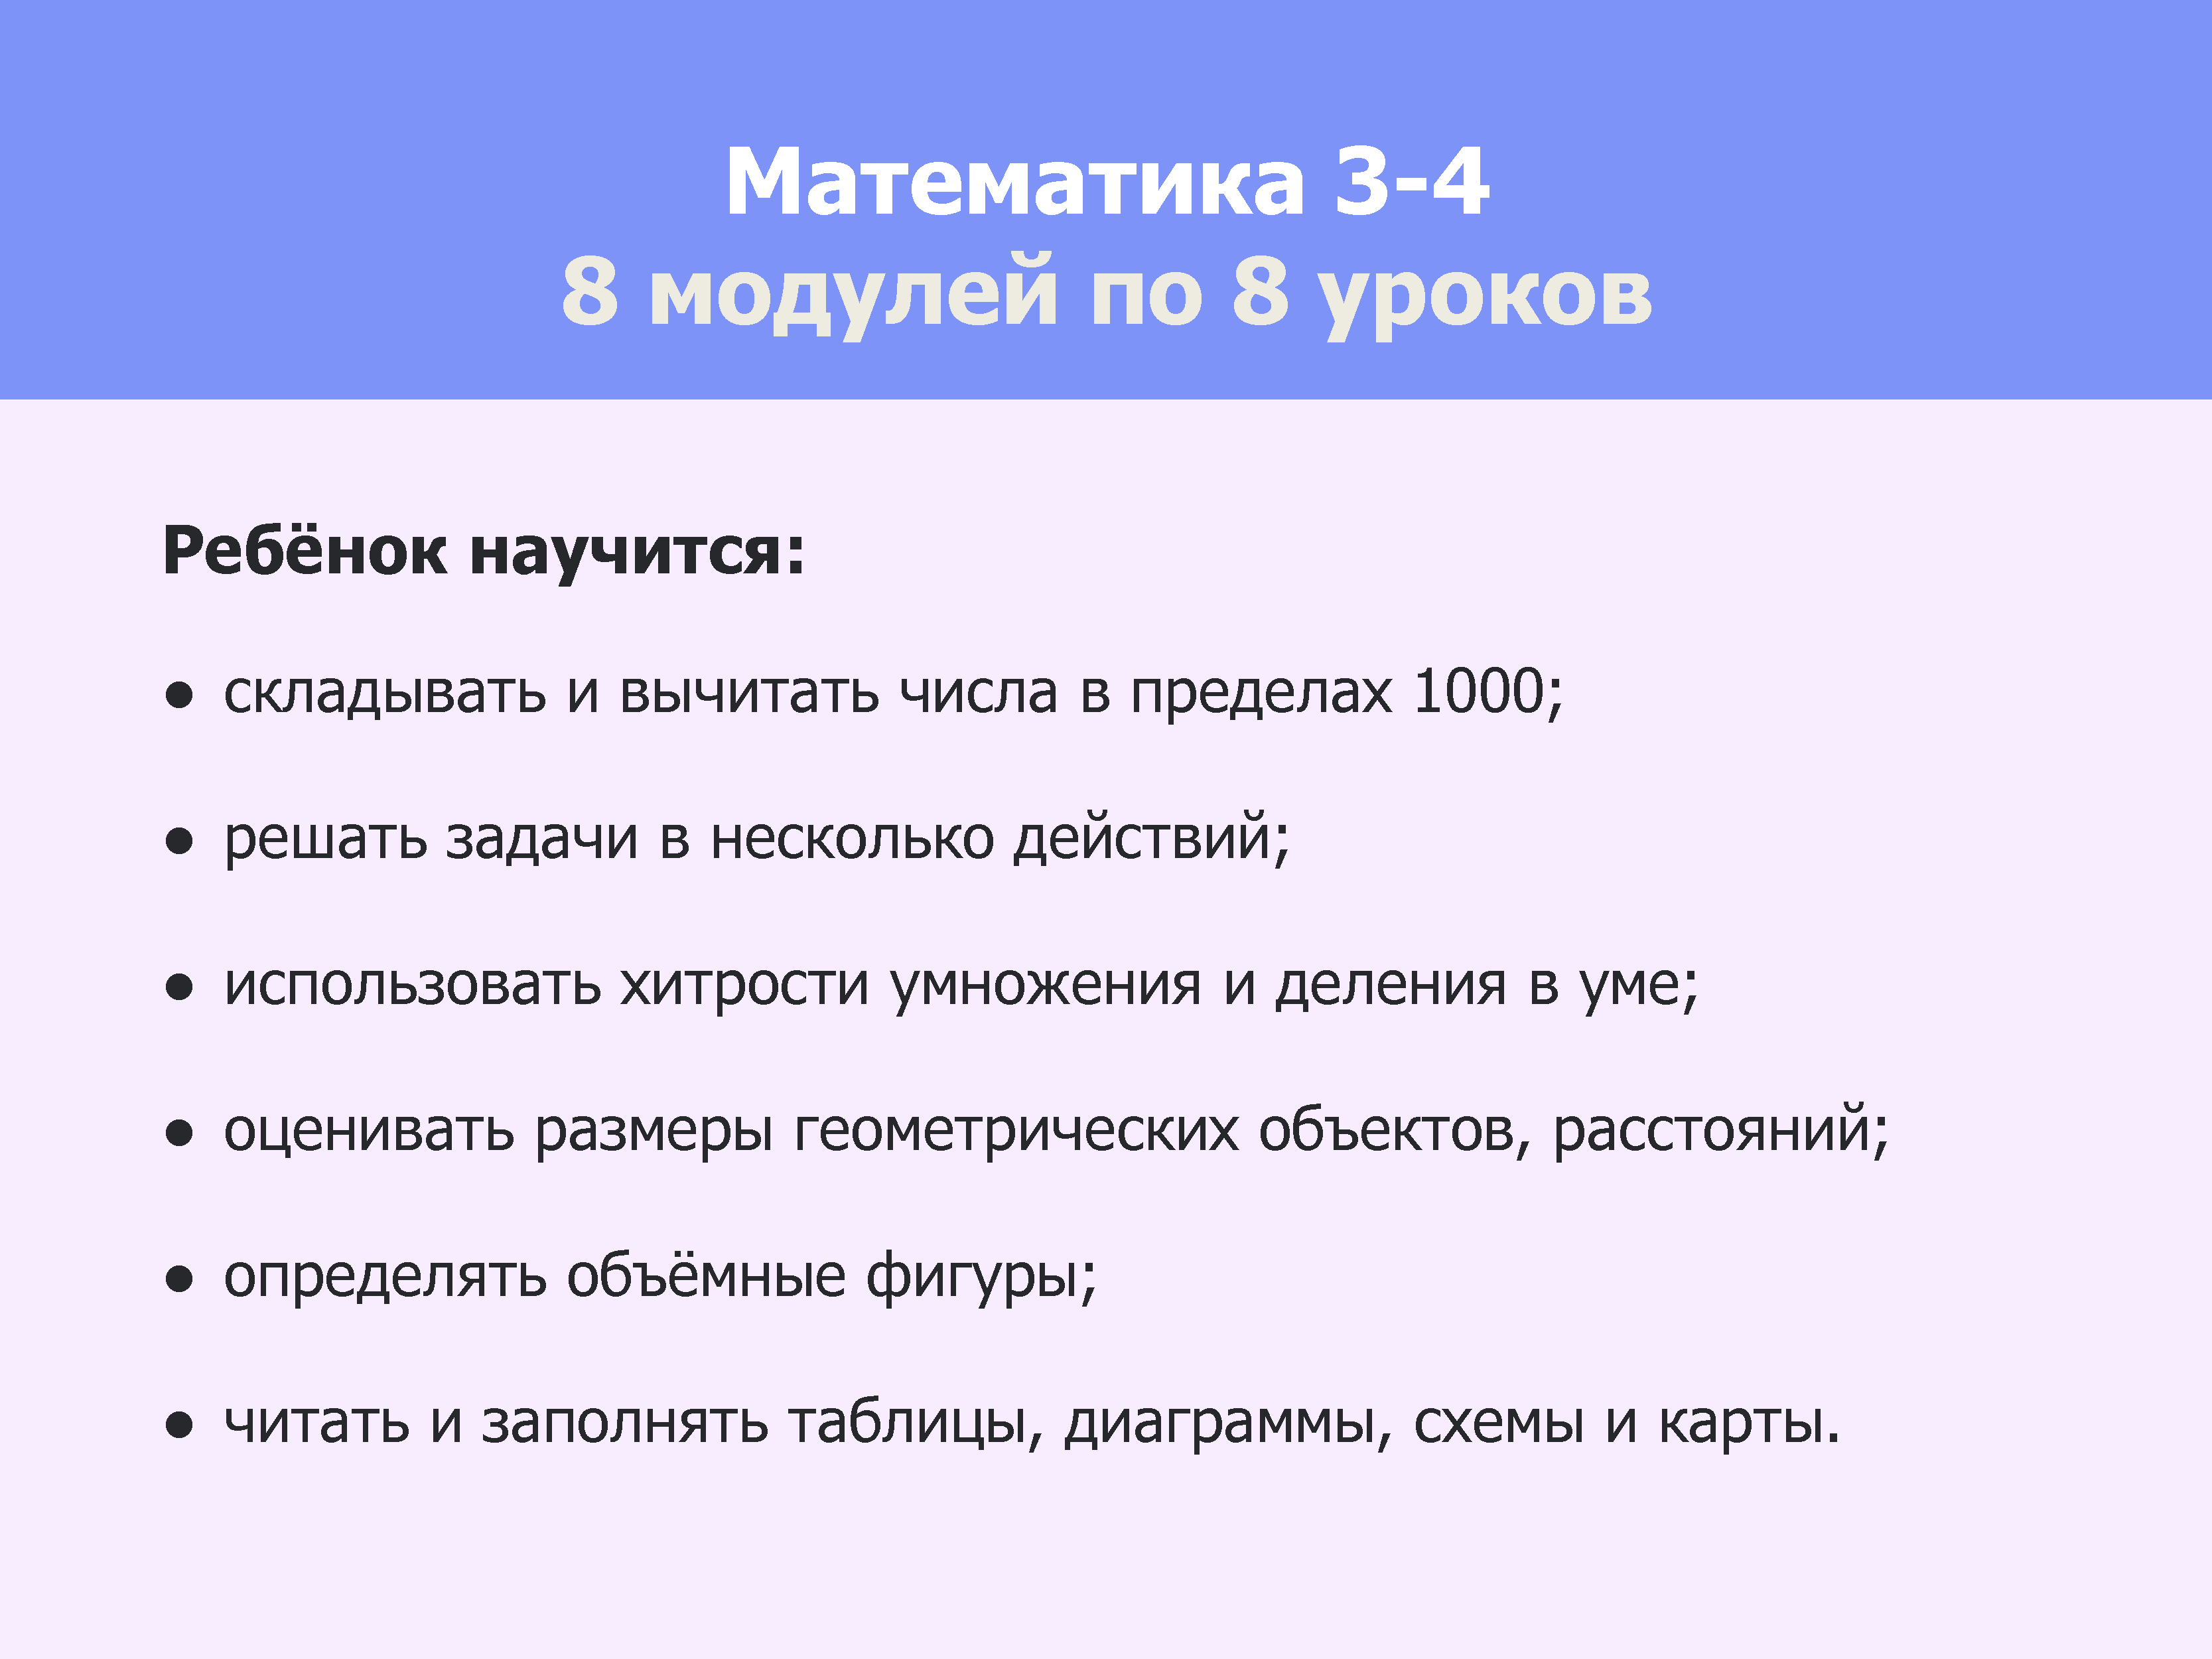 Математика 3-4
8 модулей по 8 уроков
Ребёнок научится:
● складывать и вычитать числа в пределах 1000;
● решать задачи в несколько действий;
● использовать хитрости умножения и деления в уме;
● оценивать размеры геометрических объектов, расстояний;
● определять объёмные фигуры;
● читать и заполнять таблицы, диаграммы, схемы и карты.